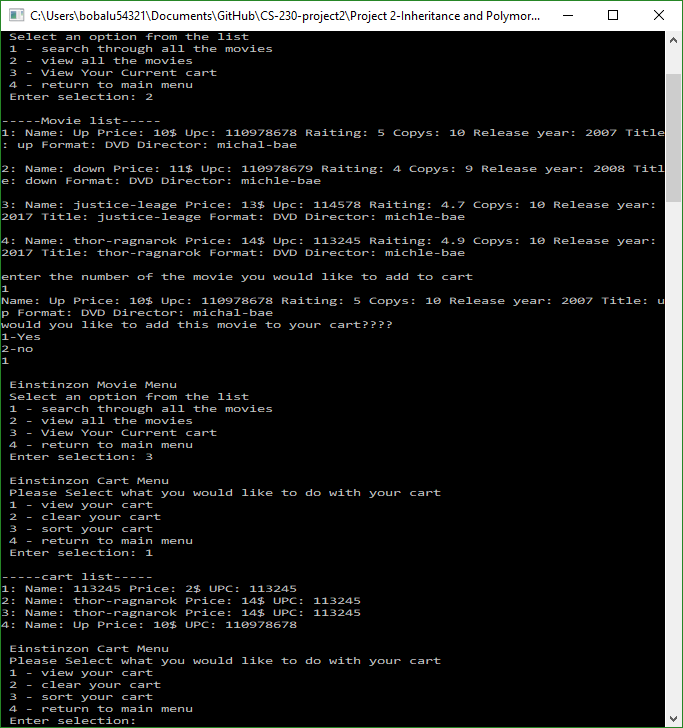 C:\Users\bobalu54321\Documents\GitHub\CS-230-project2\Project 2-Inheritance and Polymor...
Select an option from the list
1 - search through all the movies
2 - view all the movies
3 - View Your Current cart
4 - return to main menu
Enter selection: 2
-----Movie list-----
1: Name: Up Price: 10$ Upc: 110978678 Raiting: 5 Copys: 10 Release year: 2007 Title
: up Format: DVD Director: michal-bae
2: Name: down Price: 11$ Upc: 110978679 Raiting: 4 Copys: 9 Release year: 2008 Titl
e: down Format: DVD Director: michle-bae
3: Name: justice-leage Price: 13$ Upc: 114578 Raiting: 4.7 Copys: 10 Release year:
2017 Title: justice-leage Format: DVD Director: michle-bae
4: Name: thor-ragnarok Price: 14$ Upc: 113245 Raiting: 4.9 Copys: 10 Release year:
2017 Title: thor-ragnarok Format: DVD Director: michle-bae
enter the number of the movie you would like to add to cart
1
Name: Up Price: 10$ Upc: 110978678 Raiting: 5 Copys: 10 Release year: 2007 Title: u
p Format: DVD Director: michal-bae
would you like to add this movie to your cart????
1-Yes
2-no
1
Einstinzon Movie Menu
Select an option from the list
1 - search through all the movies
2 - view all the movies
3 - View Your Current cart
4 - return to main menu
Enter selection: 3
Einstinzon Cart Menu
Please Select what you would like to do with your cart
1 - view your cart
2 - clear your cart
3 - sort your cart
4 - return to main menu
Enter selection: 1
-----cart list-----
1: Name: 113245 Price: 2$ UPC: 113245
2: Name: thor-ragnarok Price: 14$ UPC: 113245
3: Name: thor-ragnarok Price: 14$ UPC: 113245
4: Name: Up Price: 10$ UPC: 110978678
Einstinzon Cart Menu
Please Select what you would like to do with your cart
1 - view your cart
2 - clear your cart
3 - sort your cart
4 - return to main menu
Enter selection: